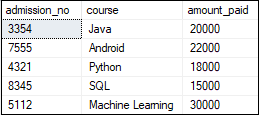 admission_no course amount_paid
3354 Java 20000
7555 Android 22000
4321 Python 18000
8345 SQL 15000
5112 Machine Learning 30000